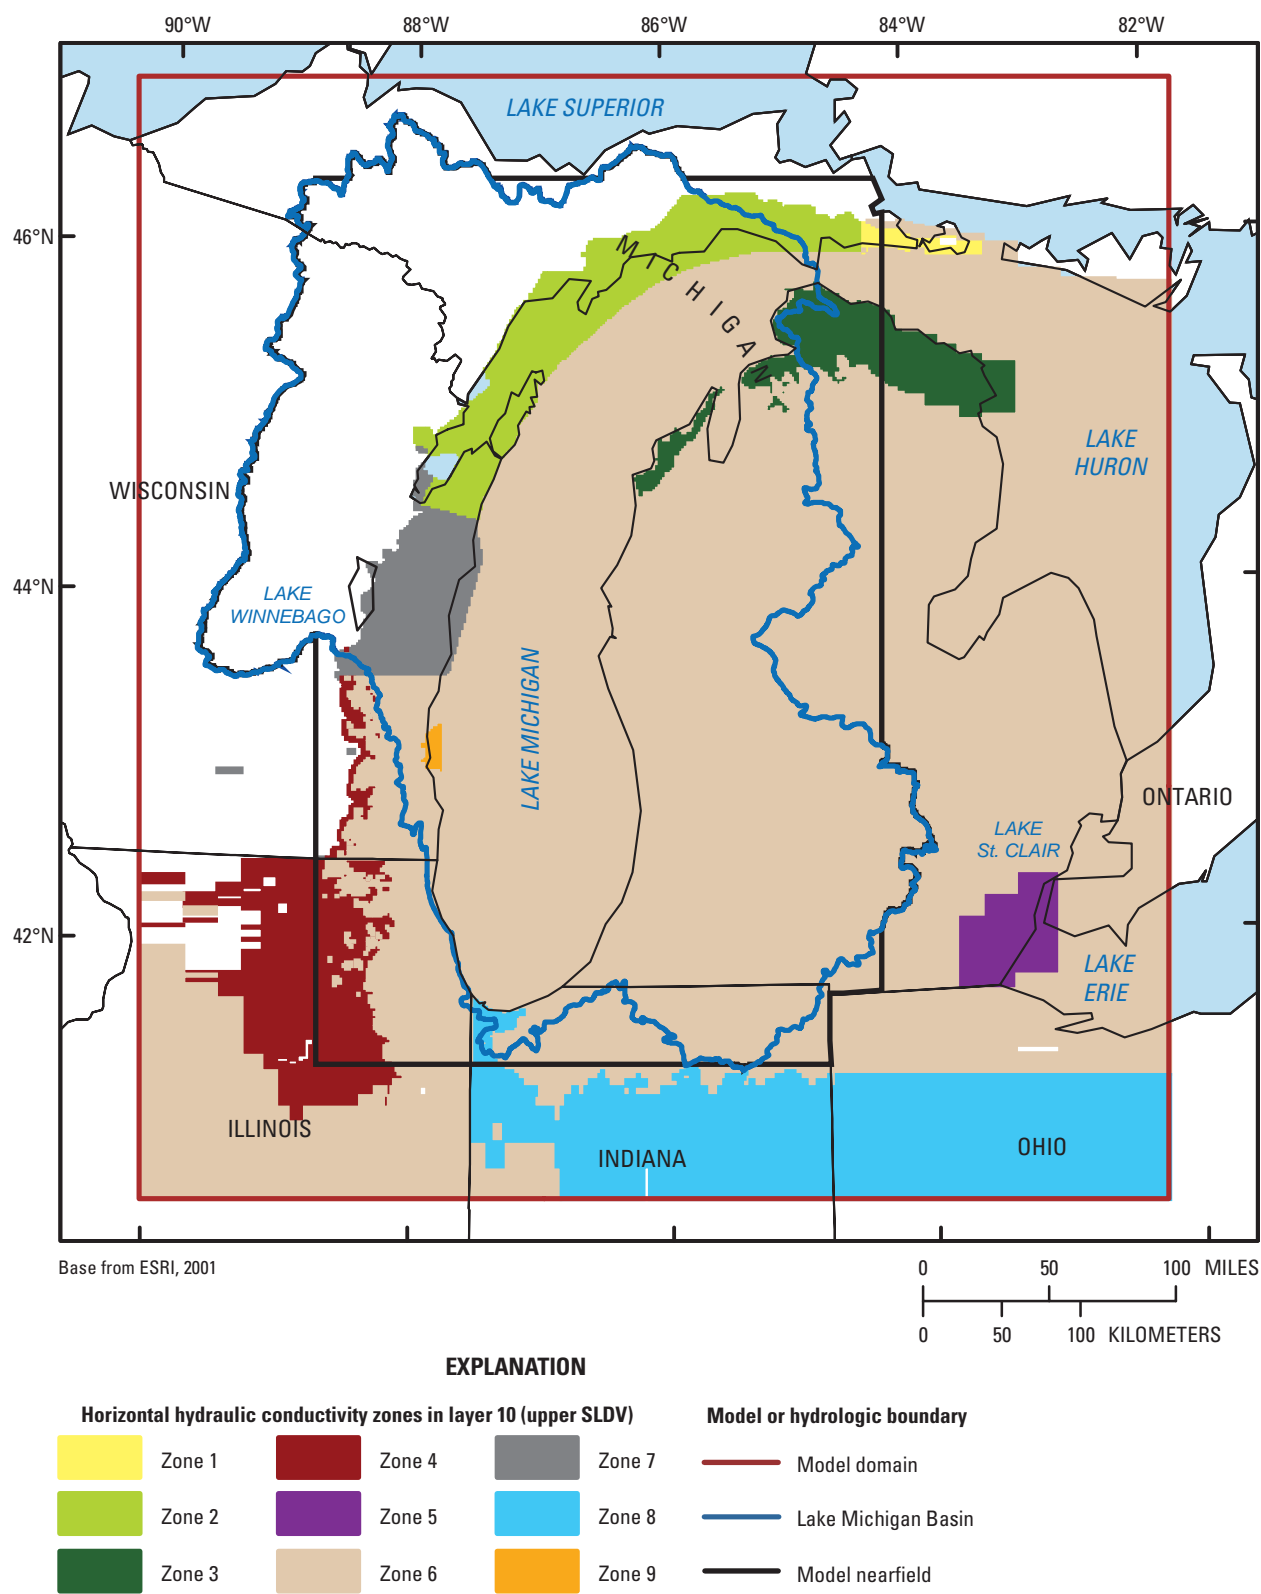 90°W 88°W 86°W 84°W 82°W
LAKE SUPERIOR
46°N
MICHIGAN
LAKE
HURON
WISCONSIN
44°N
LAKE
WINNEBAGO
LAKE MICHIGAN
ONTARIO
LAKE
St. CLAIR
42°N
LAKE
ERIE
ILLINOIS
INDIANA
OHIO
Base from ESRI, 2001
0 50 100 MILES
0 50 100 KILOMETERS
EXPLANATION
Horizontal hydraulic conductivity zones in layer 10 (upper SLDV)
Zone 1
Zone 2
Zone 3
Zone 4
Zone 5
Zone 6
Zone 7
Zone 8
Zone 9
Model or hydrologic boundary
Model domain
Lake Michigan Basin
Model nearfield